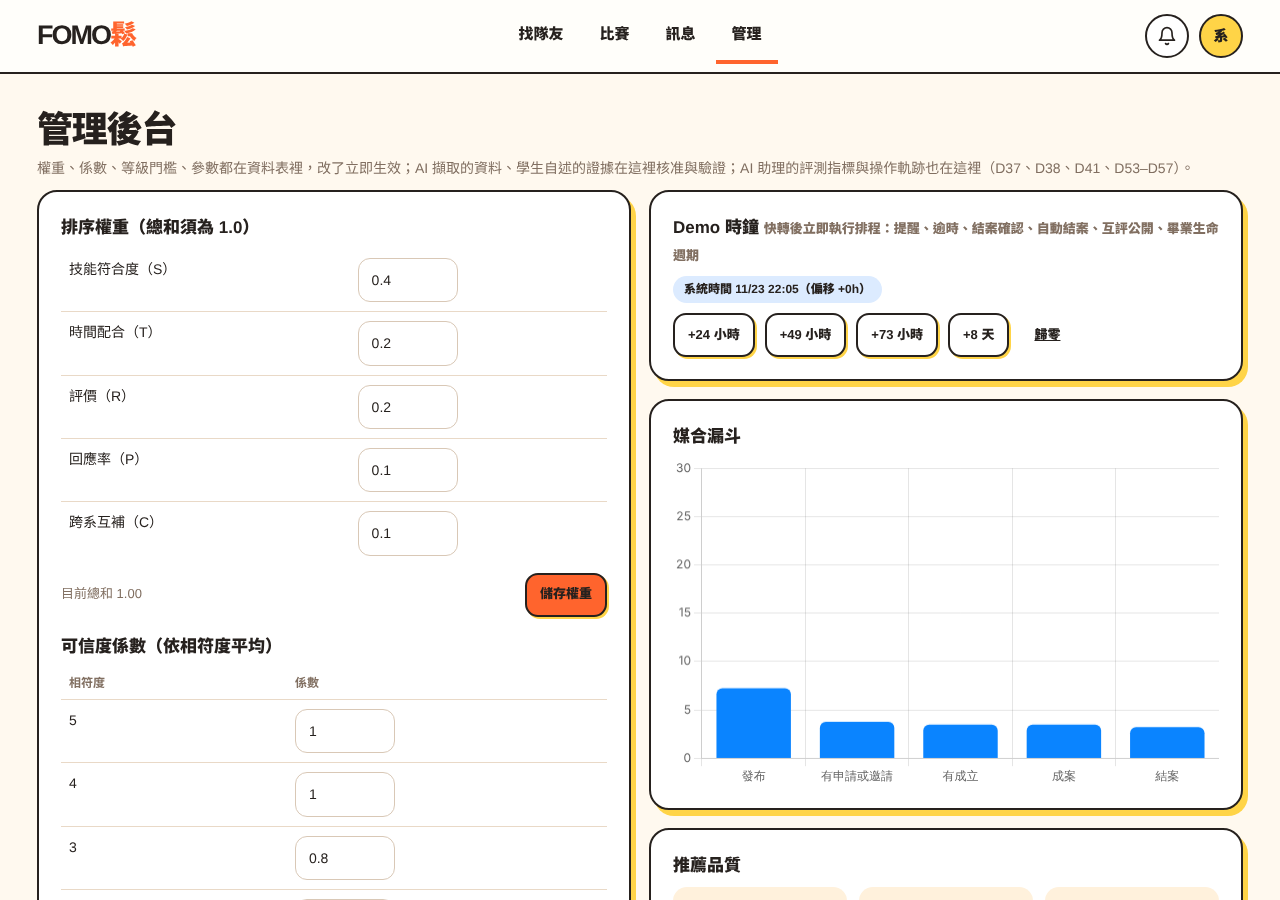 FOMO鬆
找隊友
比賽
訊息
管理
系
管理後台
權重、係數、等級門檻、參數都在資料表裡，改了立即生效；AI 擷取的資料、學生自述的證據在這裡核准與驗證；AI 助理的評測指標與操作軌跡也在這裡（D37、D38、D41、D53–D57）。
排序權重（總和須為 1.0）
技能符合度（S）
0.4
時間配合（T）
0.2
評價（R）
0.2
回應率（P）
0.1
跨系互補（C）
0.1
目前總和 1.00
儲存權重
可信度係數（依相符度平均）
相符度
係數
5
1
4
1
3
0.8
Demo 時鐘 快轉後立即執行排程：提醒、逾時、結案確認、自動結案、互評公開、畢業生命
週期
系統時間 11/23 22:05（偏移 +0h）
+24 小時
+49 小時
+73 小時
+8 天
歸零
媒合漏斗
30
25
20
15
10
5
0
發布
有申請或邀請
有成立
成案
結案
推薦品質